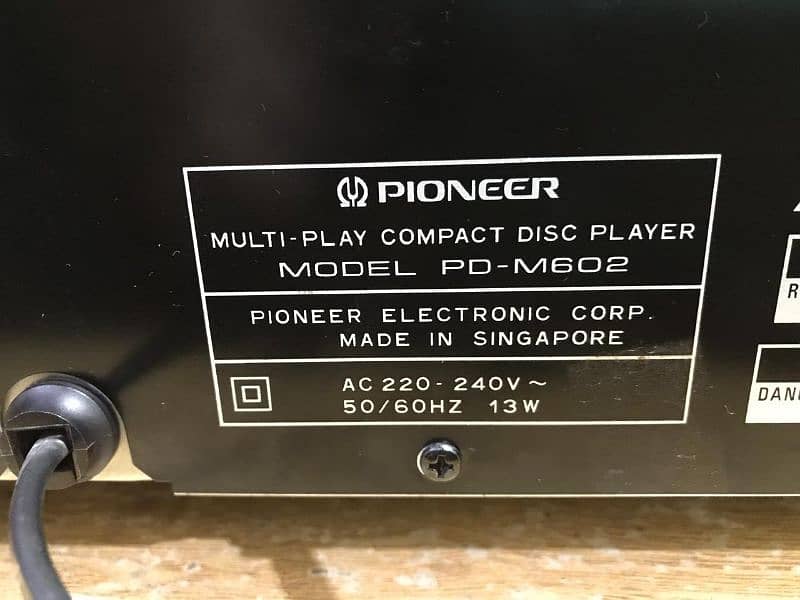 PIONEER
MULTI-PLAY COMPACT DISC PLAYER
MODEL PD-M602
PIONEER ELECTRONIC CORP.
MADE IN SINGAPORE
AC 220-240V~
50/60HZ 13W